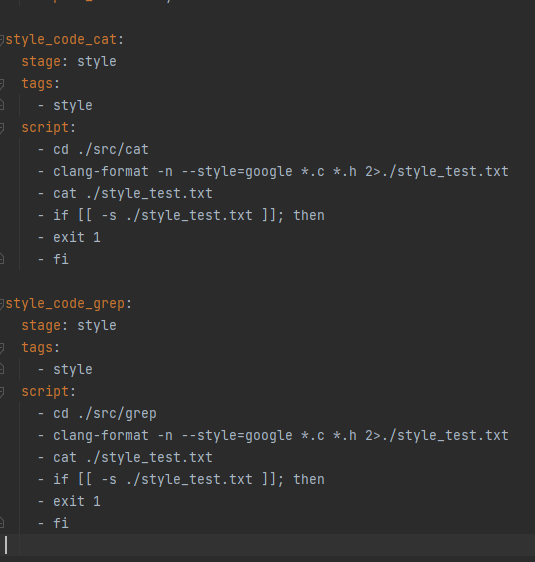 style_code_cat:
  stage: style
  tags:
    - style
  script:
    - cd ./src/cat
    - clang-format -n --style=google *.c *.h 2>./style_test.txt
    - cat ./style_test.txt
    - if [[ -s ./style_test.txt ]]; then
    - exit 1
    - fi

style_code_grep:
  stage: style
  tags:
    - style
  script:
    - cd ./src/grep
    - clang-format -n --style=google *.c *.h 2>./style_test.txt
    - cat ./style_test.txt
    - if [[ -s ./style_test.txt ]]; then
    - exit 1
    - fi